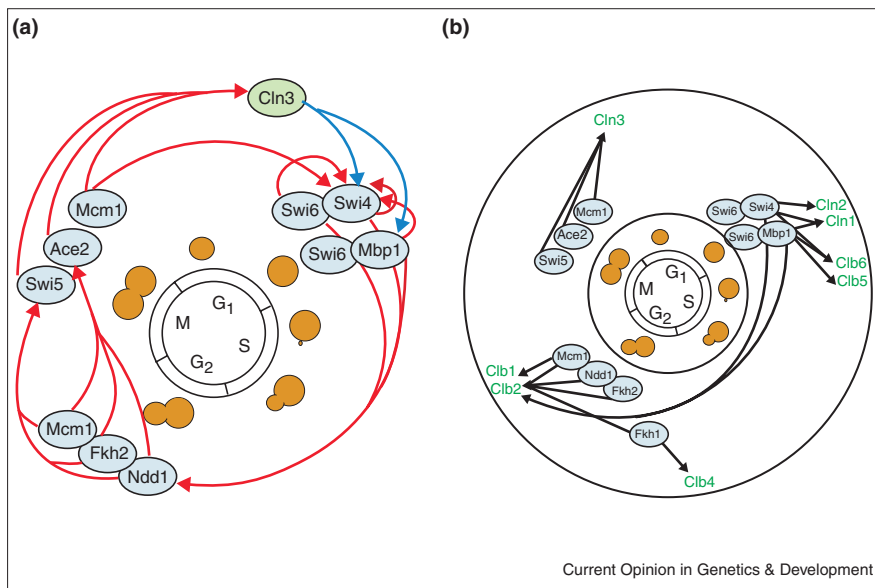 (a)
Cln3
Mcm1
Swi6
Swi4
Ace2
Swi6
Mbp1
Swi5
G1
M
S
G2
Mcm1
Fkh2
Ndd1
(b)
Cln3
Mcm1
Swi6
Swi4
Cln2
Cln1
Ace2
Swi6
Mbp1
Swi5
Clb6
Clb5
G1
M
S
G2
Mcm1
Clb1
Ndd1
Clb2
Fkh2
Fkh1
Clb4
Current Opinion in Genetics & Development